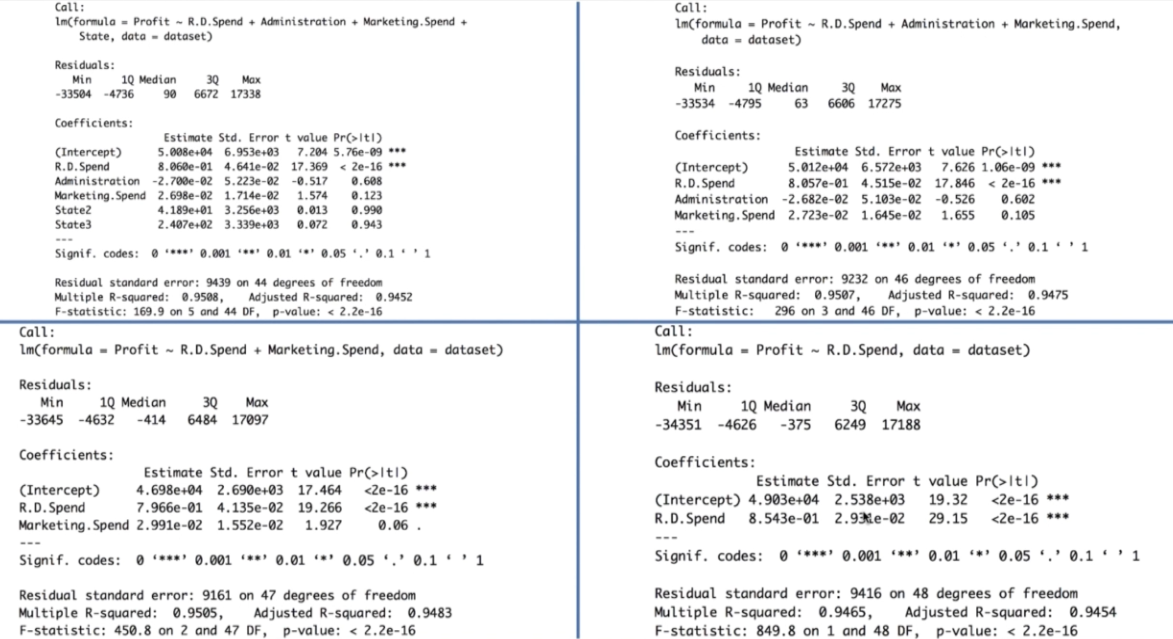 Call:
lm(formula = Profit ~ R.D.Spend + Administration + Marketing.Spend +
State, data = dataset)
Residuals:
Min 1Q Median 3Q Max
-33504 -4736 90 6672 17338
Coefficients:
Estimate Std. Error t value Pr(>|t|)
(Intercept) 5.008e+04 6.953e+03 7.204 5.76e-09 ***
R.D.Spend 8.060e-01 4.641e-02 17.369 < 2e-16 ***
Administration -2.700e-02 5.223e-02 -0.517 0.608
Marketing.Spend 2.698e-02 1.714e-02 1.574 0.123
State2 4.189e+01 3.256e+03 0.013 0.990
State3 2.407e+02 3.339e+03 0.072 0.943
---
Signif. codes: 0 ‘***’ 0.001 ‘**’ 0.01 ‘*’ 0.05 ‘.’ 0.1 ‘ ’ 1
Residual standard error: 9439 on 44 degrees of freedom
Multiple R-squared: 0.9508, Adjusted R-squared: 0.9452
F-statistic: 169.9 on 5 and 44 DF, p-value: < 2.2e-16
Call:
lm(formula = Profit ~ R.D.Spend + Administration + Marketing.Spend,
data = dataset)
Residuals:
Min 1Q Median 3Q Max
-33534 -4795 63 6606 17275
Coefficients:
Estimate Std. Error t value Pr(>|t|)
(Intercept) 5.012e+04 6.572e+03 7.626 1.06e-09 ***
R.D.Spend 8.057e-01 4.515e-02 17.846 < 2e-16 ***
Administration -2.682e-02 5.103e-02 -0.526 0.602
Marketing.Spend 2.723e-02 1.645e-02 1.655 0.105
---
Signif. codes: 0 ‘***’ 0.001 ‘**’ 0.01 ‘*’ 0.05 ‘.’ 0.1 ‘ ’ 1
Residual standard error: 9232 on 46 degrees of freedom
Multiple R-squared: 0.9507, Adjusted R-squared: 0.9475
F-statistic: 296 on 3 and 46 DF, p-value: < 2.2e-16
Call:
lm(formula = Profit ~ R.D.Spend + Marketing.Spend, data = dataset)
Residuals:
Min 1Q Median 3Q Max
-33645 -4632 -414 6484 17097
Coefficients:
Estimate Std. Error t value Pr(>|t|)
(Intercept) 4.698e+04 2.690e+03 17.464 <2e-16 ***
R.D.Spend 7.966e-01 4.135e-02 19.266 <2e-16 ***
Marketing.Spend 2.991e-02 1.552e-02 1.927 0.06 .
---
Signif. codes: 0 ‘***’ 0.001 ‘**’ 0.01 ‘*’ 0.05 ‘.’ 0.1 ‘ ’ 1
Residual standard error: 9161 on 47 degrees of freedom
Multiple R-squared: 0.9505, Adjusted R-squared: 0.9483
F-statistic: 450.8 on 2 and 47 DF, p-value: < 2.2e-16
Call:
lm(formula = Profit ~ R.D.Spend, data = dataset)
Residuals:
Min 1Q Median 3Q Max
-34351 -4626 -375 6249 17188
Coefficients:
Estimate Std. Error t value Pr(>|t|)
(Intercept) 4.903e+04 2.538e+03 19.32 <2e-16 ***
R.D.Spend 8.543e-01 29.15 <2e-16 ***
---
Signif. codes: 0 ‘***’ 0.001 ‘**’ 0.01 ‘*’ 0.05 ‘.’ 0.1 ‘ ’ 1
Residual standard error: 9416 on 48 degrees of freedom
Multiple R-squared: 0.9465, Adjusted R-squared: 0.9454
F-statistic: 849.8 on 1 and 48 DF, p-value: < 2.2e-16